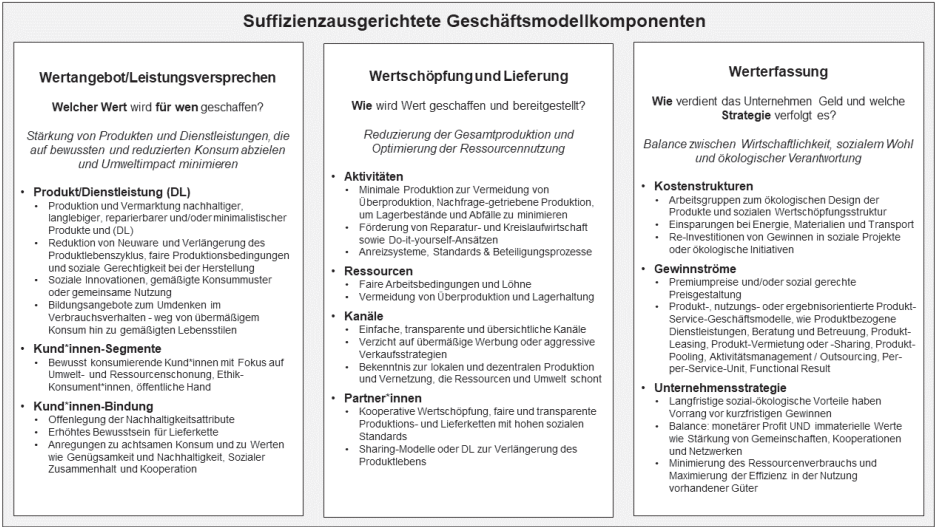 Suffizienzausgerichtete Geschäftsmodellkomponenten
Wertangebot/Leistungsversprechen
Welcher Wert wird für wen geschaffen?
Stärkung von Produkten und Dienstleistungen, die
auf bewussten und reduzierten Konsum abzielen
und Umweltimpact minimieren
• Produkt/Dienstleistung (DL)
• Produktion und Vermarktung nachhaltiger,
langlebiger, reparierbarer und/oder minimalistischer
Produkte und (DL)
• Reduktion von Neuware und Verlängerung des
Produktlebenszyklus, faire Produktionsbedingungen
und soziale Gerechtigkeit bei der Herstellung
• Soziale Innovationen, gemäßigte Konsummuster
oder gemeinsame Nutzung
• Bildungsangebote zum Umdenken im
Verbrauchsverhalten - weg von übermäßigem
Konsum hin zu gemäßigten Lebensstilen
• Kund*innen-Segmente
• Bewusst konsumierende Kund*innen mit Fokus auf
Umwelt- und Ressourcenschonung, Ethik-
Konsument*innen, öffentliche Hand
• Kund*innen-Bindung
• Offenlegung der Nachhaltigkeitsattribute
• Erhöhtes Bewusstsein für Lieferkette
• Anregungen zu achtsamen Konsum und zu Werten
wie Genügsamkeit und Nachhaltigkeit, Sozialer
Zusammenhalt und Kooperation
Wertschöpfung und Lieferung
Wie wird Wert geschaffen und bereitgestellt?
Reduzierung der Gesamtproduktion und
Optimierung der Ressourcennutzung
• Aktivitäten
• Minimale Produktion zur Vermeidung von
Überproduktion, Nachfrage-getriebene Produktion,
um Lagerbestände und Abfälle zu minimieren
• Förderung von Reparatur- und Kreislaufwirtschaft
sowie Do-it-yourself-Ansätzen
• Anreizsysteme, Standards & Beteiligungsprozesse
• Ressourcen
• Faire Arbeitsbedingungen und Löhne
• Vermeidung von Überproduktion und Lagerhaltung
• Kanäle
• Einfache, transparente und übersichtliche Kanäle
• Verzicht auf übermäßige Werbung oder aggressive
Verkaufsstrategien
• Bekenntnis zur lokalen und dezentralen Produktion
und Vernetzung, die Ressourcen und Umwelt schont
• Partner*innen
• Kooperative Wertschöpfung, faire und transparente
Produktions- und Lieferketten mit hohen sozialen
Standards
• Sharing-Modelle oder DL zur Verlängerung des
Produktlebens
Werterfassung
Wie verdient das Unternehmen Geld und welche
Strategie verfolgt es?
Balance zwischen Wirtschaftlichkeit, sozialem Wohl
und ökologischer Verantwortung
• Kostenstrukturen
• Arbeitsgruppen zum ökologischen Design der
Produkte und sozialen Wertschöpfungsstruktur
• Einsparungen bei Energie, Materialien und Transport
• Re-Investitionen von Gewinnen in soziale Projekte
oder ökologische Initiativen
• Gewinnströme
• Premiumpreise und/oder sozial gerechte
Preisgestaltung
• Produkt-, nutzungs- oder ergebnisorientierte Produkt-
Service-Geschäftsmodelle, wie Produktbezogene
Dienstleistungen, Beratung und Betreuung, Produkt-
Leasing, Produkt-Vermietung oder -Sharing, Produkt-
Pooling, Aktivitätsmanagement / Outsourcing, Per-
per-Service-Unit, Functional Result
• Unternehmensstrategie
• Langfristige sozial-ökologische Vorteile haben
Vorrang vor kurzfristigen Gewinnen
• Balance: monetärer Profit UND immaterielle Werte
wie Stärkung von Gemeinschaften, Kooperationen
und Netzwerken
• Minimierung des Ressourcenverbrauchs und
Maximierung der Effizienz in der Nutzung
vorhandener Güter